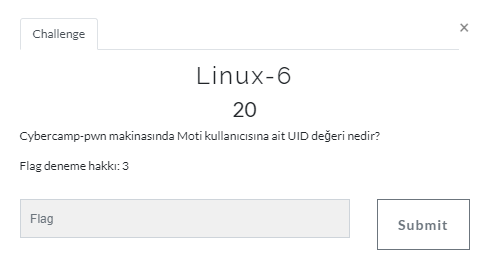 Challenge
×
Linux-6
20
Cybercamp-pwn makinasında Moti kullanıcısına ait UID değeri nedir?
Flag deneme hakkı: 3
Flag
Submit